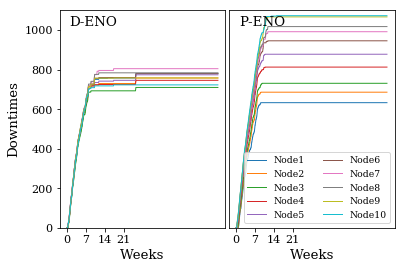 D-ENO
P-ENO
1000
800
600
400
200
0
Downtimes
0 7 14 21
0 7 14 21
Weeks
Weeks
Node1
Node2
Node3
Node4
Node5
Node6
Node7
Node8
Node9
Node10